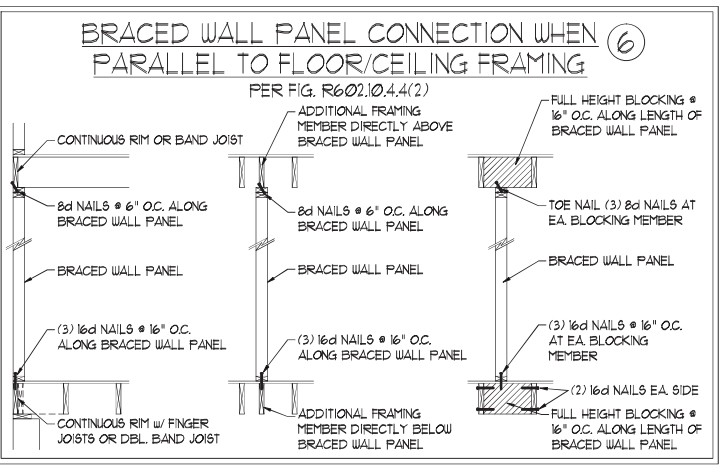 BRACED WALL PANEL CONNECTION WHEN
PARALLEL TO FLOOR/CEILING FRAMING
6
PER FIG. R602.10.4.4(2)
CONTINUOUS RIM OR BAND JOIST
8d NAILS @ 6" O.C. ALONG
BRACED WALL PANEL
BRACED WALL PANEL
(3) 16d NAILS @ 16" O.C.
ALONG BRACED WALL PANEL
CONTINUOUS RIM w/ FINGER
JOISTS OR DBL. BAND JOIST
ADDITIONAL FRAMING
MEMBER DIRECTLY ABOVE
BRACED WALL PANEL
8d NAILS @ 6" O.C. ALONG
BRACED WALL PANEL
BRACED WALL PANEL
(3) 16d NAILS @ 16" O.C.
ALONG BRACED WALL PANEL
ADDITIONAL FRAMING
MEMBER DIRECTLY BELOW
BRACED WALL PANEL
FULL HEIGHT BLOCKING @
16" O.C. ALONG LENGTH OF
BRACED WALL PANEL
TOE NAIL (3) 8d NAILS AT
EA. BLOCKING MEMBER
BRACED WALL PANEL
(3) 16d NAILS @ 16" O.C.
AT EA. BLOCKING
MEMBER
(2) 16d NAILS EA. SIDE
FULL HEIGHT BLOCKING @
16" O.C. ALONG LENGTH OF
BRACED WALL PANEL